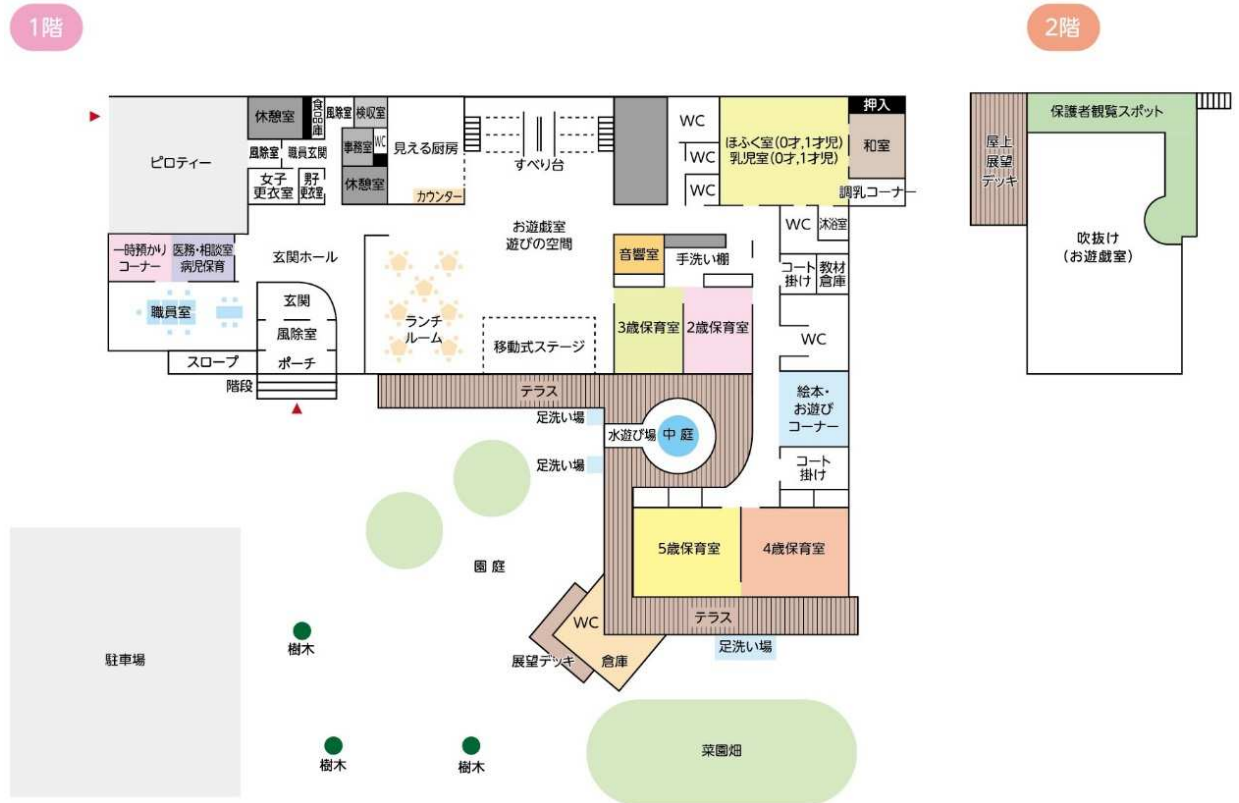 1階
2階
ピロティー
休憩室
食品庫
風除室
検収室
事務室
WC
風除室
職員玄関
女子
更衣室
男子
更衣室
休憩室
見える厨房
カウンター
すべり台
WC
WC
WC
ほふく室(0才,1才児)
乳児室(0才,1才児)
押入
和室
調乳コーナー
保護者観覧スポット
屋上
展望
デッキ
吹抜け
(お遊戯室)
一時預かり
コーナー
医務・相談室
病児保育
玄関ホール
お遊戯室
遊びの空間
音響室
手洗い棚
WC
沐浴室
コート
掛け
教材
倉庫
職員室
玄関
風除室
ポーチ
スロープ
階段
ランチ
ルーム
移動式ステージ
3歳保育室
2歳保育室
WC
絵本・
お遊び
コーナー
コート
掛け
テラス
足洗い場
水遊び場
中庭
足洗い場
5歳保育室
4歳保育室
園庭
テラス
足洗い場
WC
倉庫
展望デッキ
駐車場
樹木
樹木
樹木
菜園畑